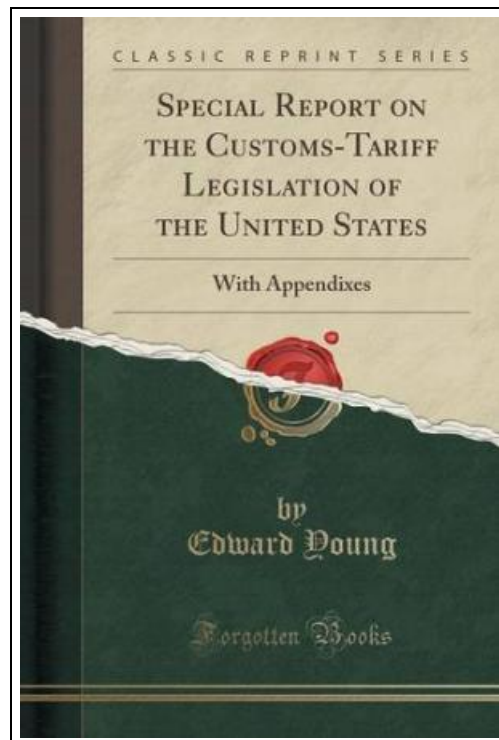 CLASSIC REPRINT SERIES
SPECIAL REPORT ON
THE CUSTOMS-TARIFF
LEGISLATION OF
THE UNITED STATES
With Appendixes
F
by
Edward Young
Forgotten Books